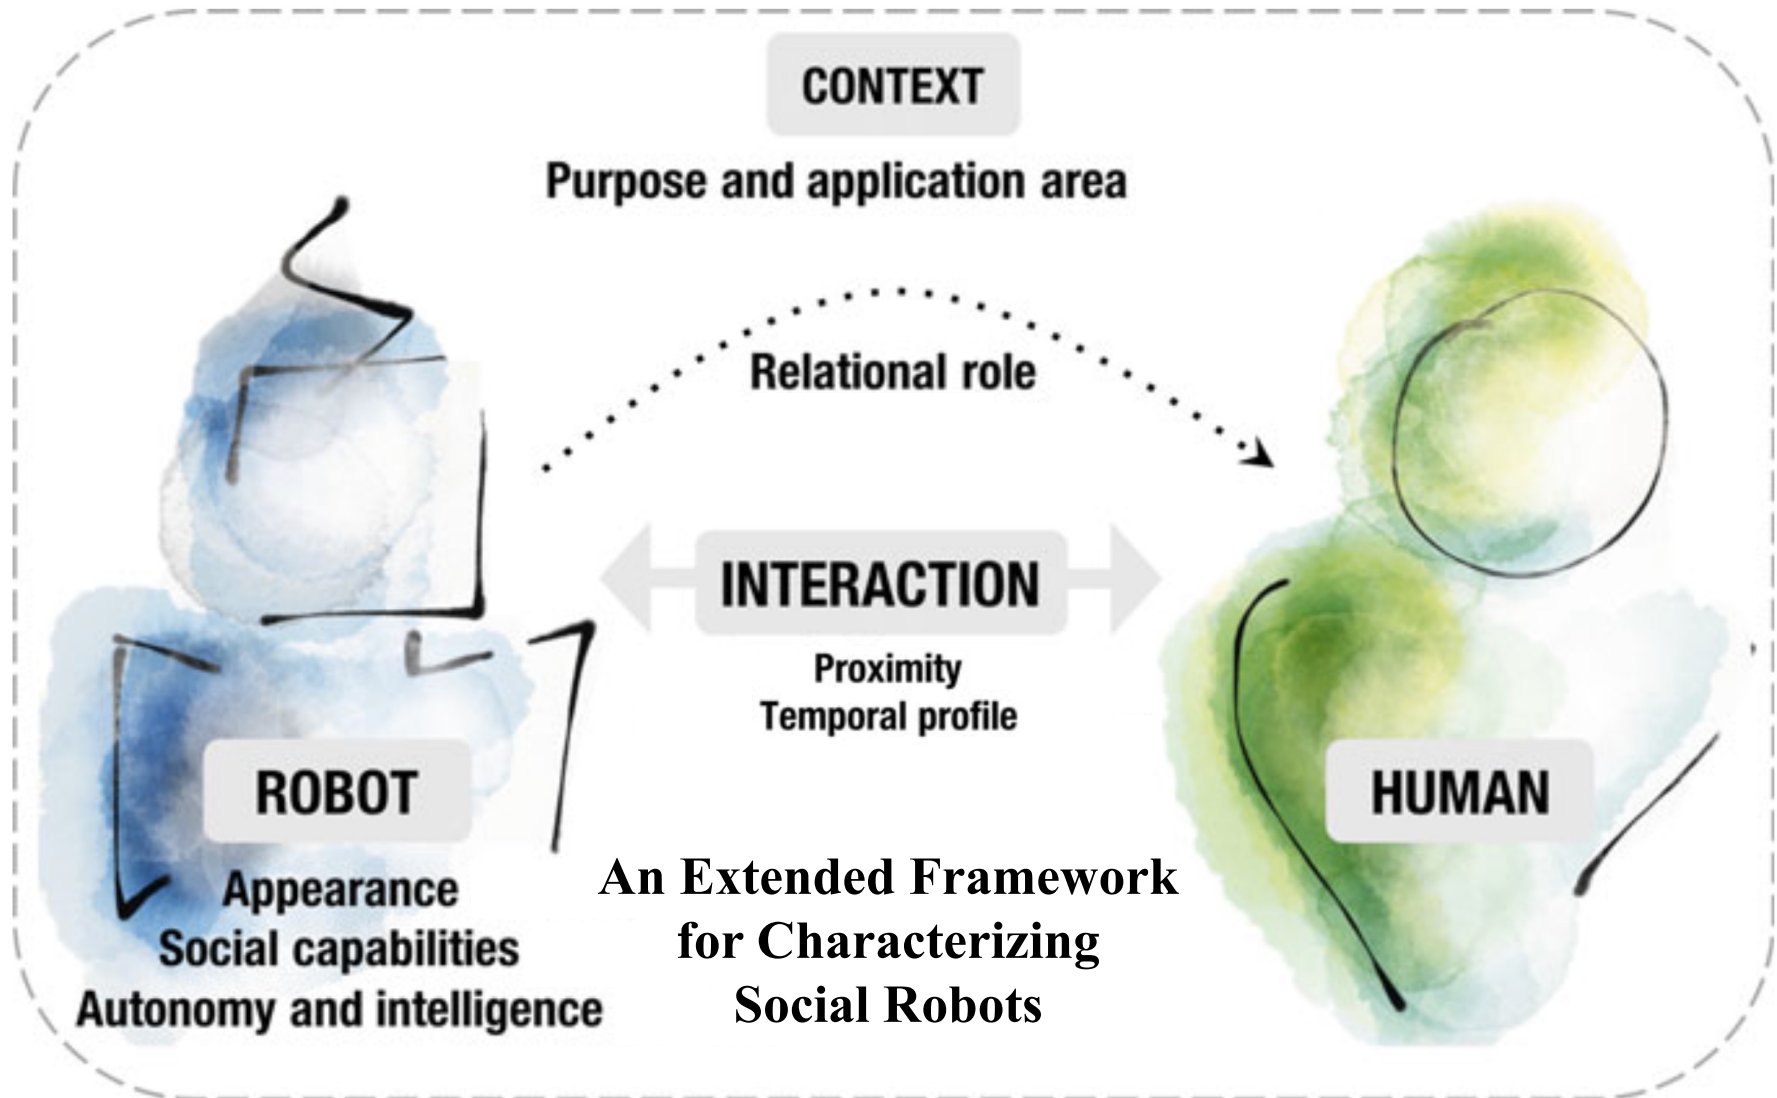 CONTEXT
Purpose and application area
Relational role
INTERACTION
Proximity
Temporal profile
ROBOT
Appearance
Social capabilities
Autonomy and intelligence
HUMAN
An Extended Framework
for Characterizing
Social Robots